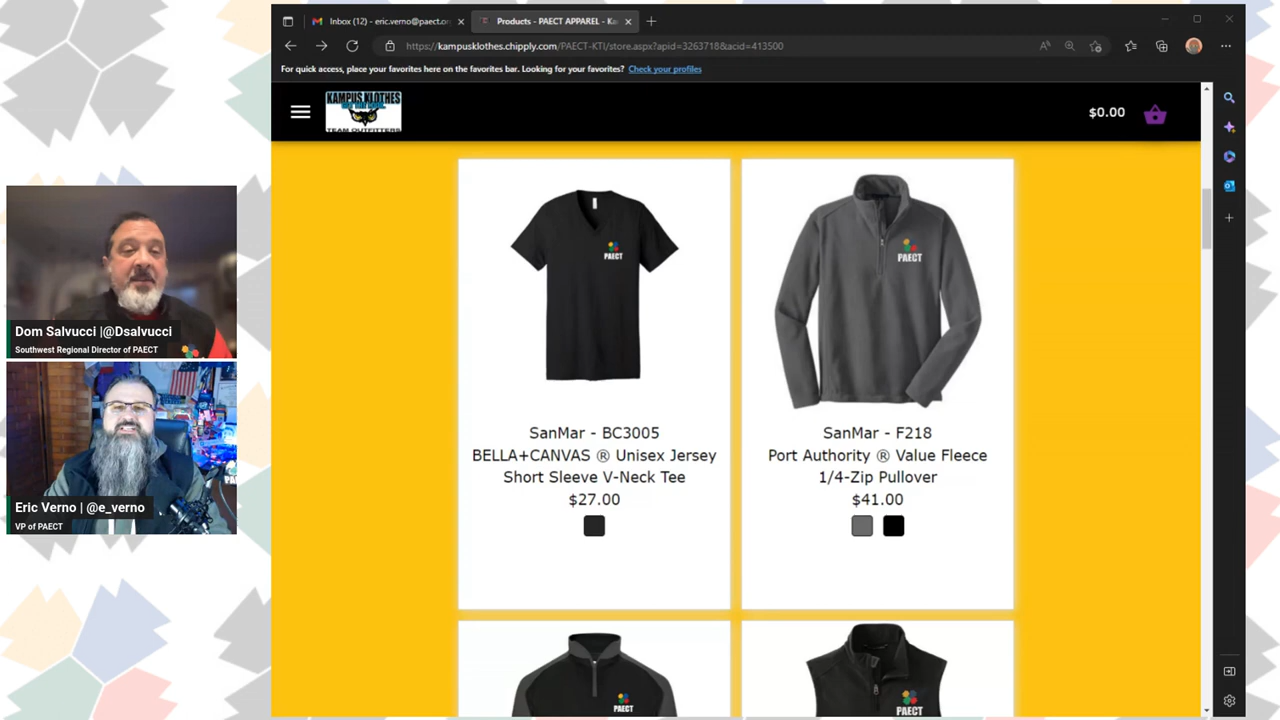 Inbox (12) - eric.verno@paect.or
Products - PAECT APPAREL - Ka
https://kampusklothes.chipply.com/PAECT-KTI/store.aspx?apid=3263718&acid=413500
For quick access, place your favorites here on the favorites bar. Looking for your favorites? Check your profiles
KAMPUS KLOTHES
TEAM OUTFITTERS
$0.00
PAECT
PAECT
SanMar - BC3005
BELLA+CANVAS ® Unisex Jersey
Short Sleeve V-Neck Tee
$27.00
SanMar - F218
Port Authority ® Value Fleece
1/4-Zip Pullover
$41.00
PAECT
PAECT
Dom Salvucci |@Dsalvucci
Southwest Regional Director of PAECT
Eric Verno | @e_verno
VP of PAECT